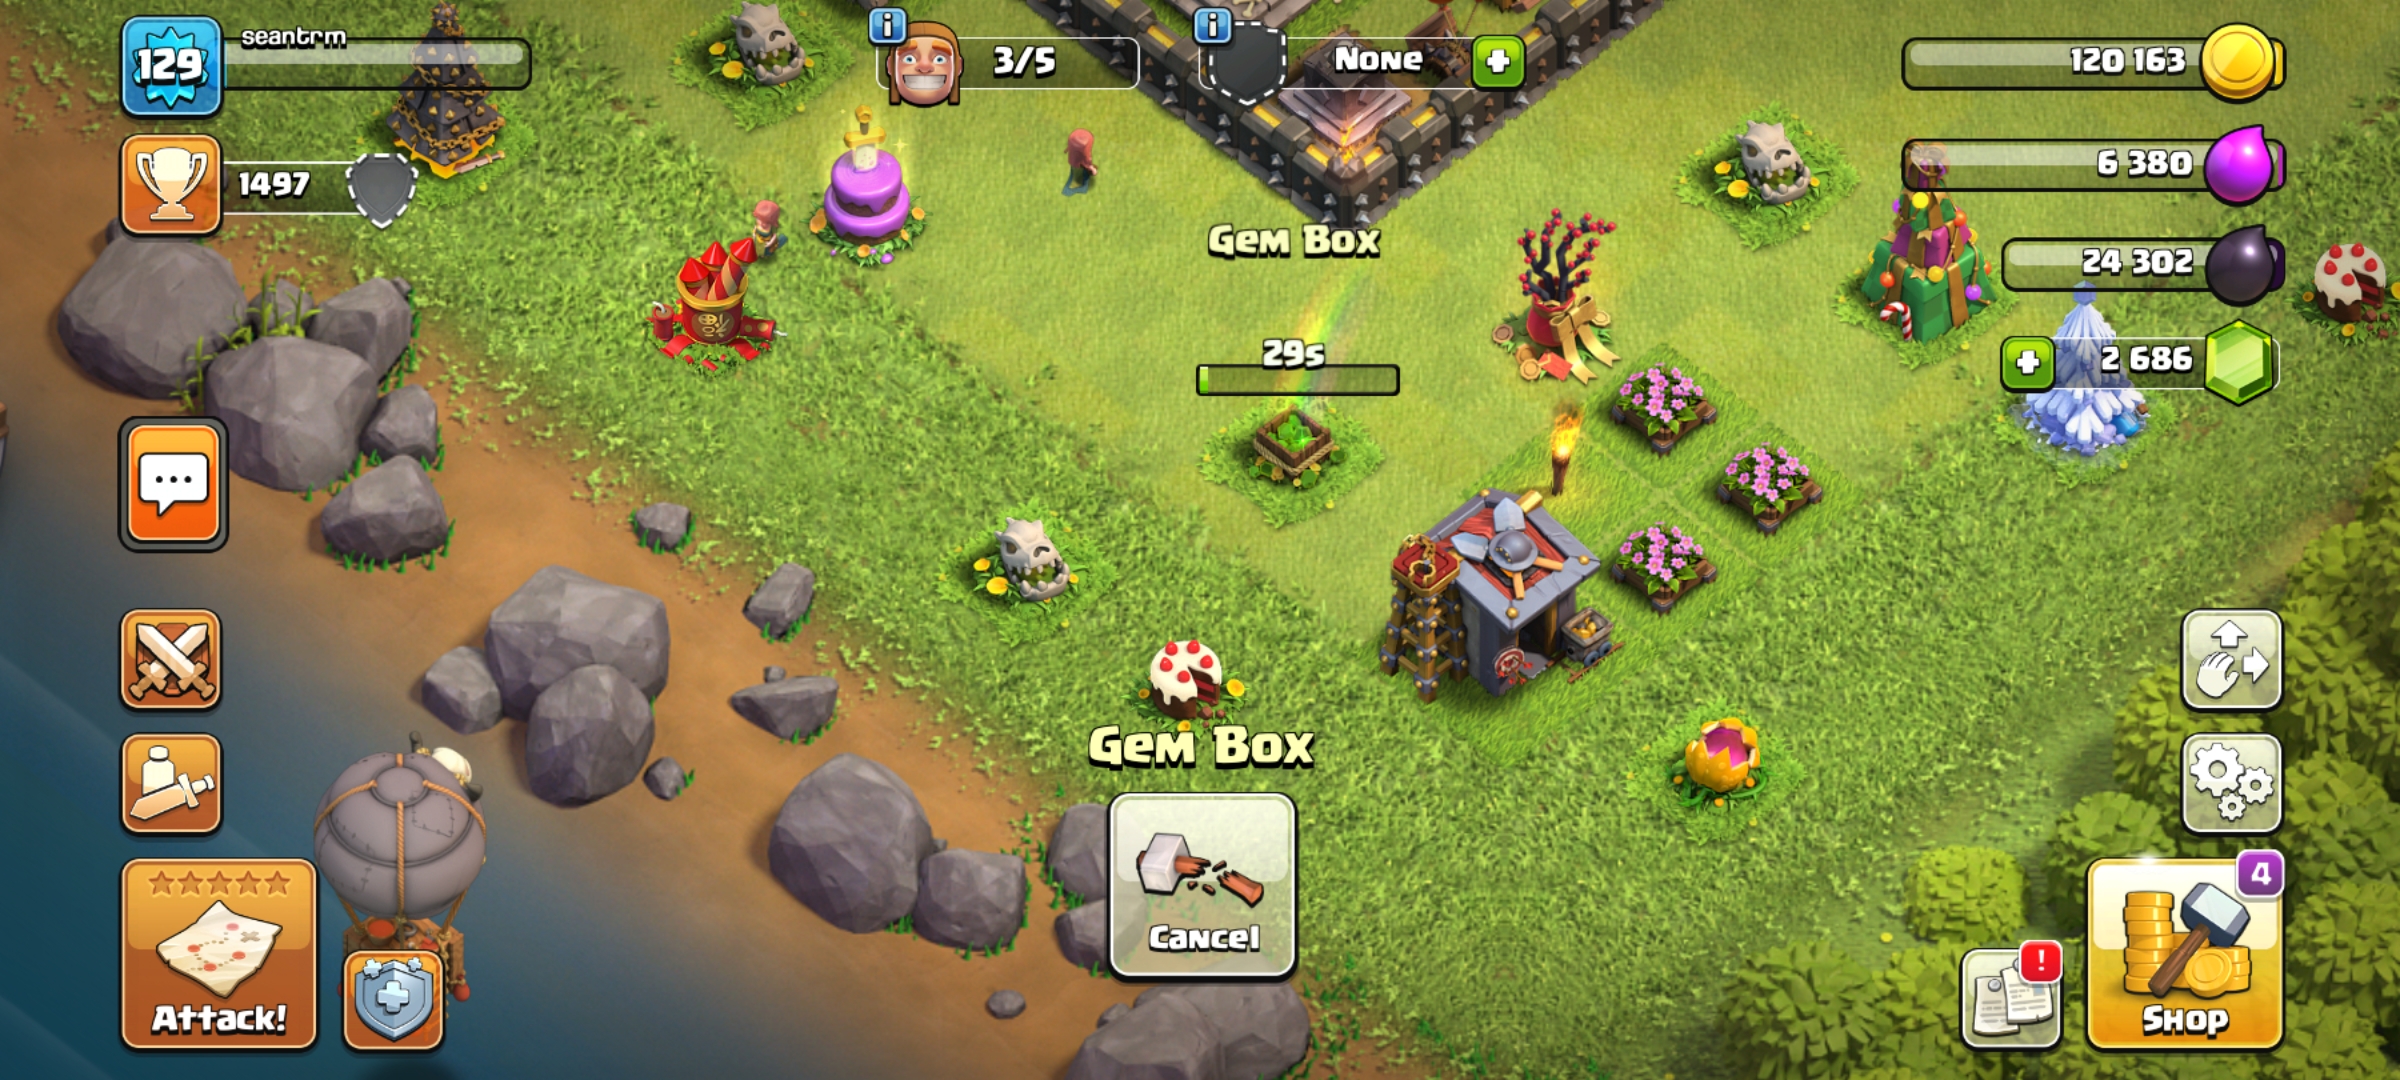 129
seantrm
3/5
None
120 163
1497
6 380
24 302
2 686
Gem Box
29s
Gem Box
Cancel
Attack!
4
Shop